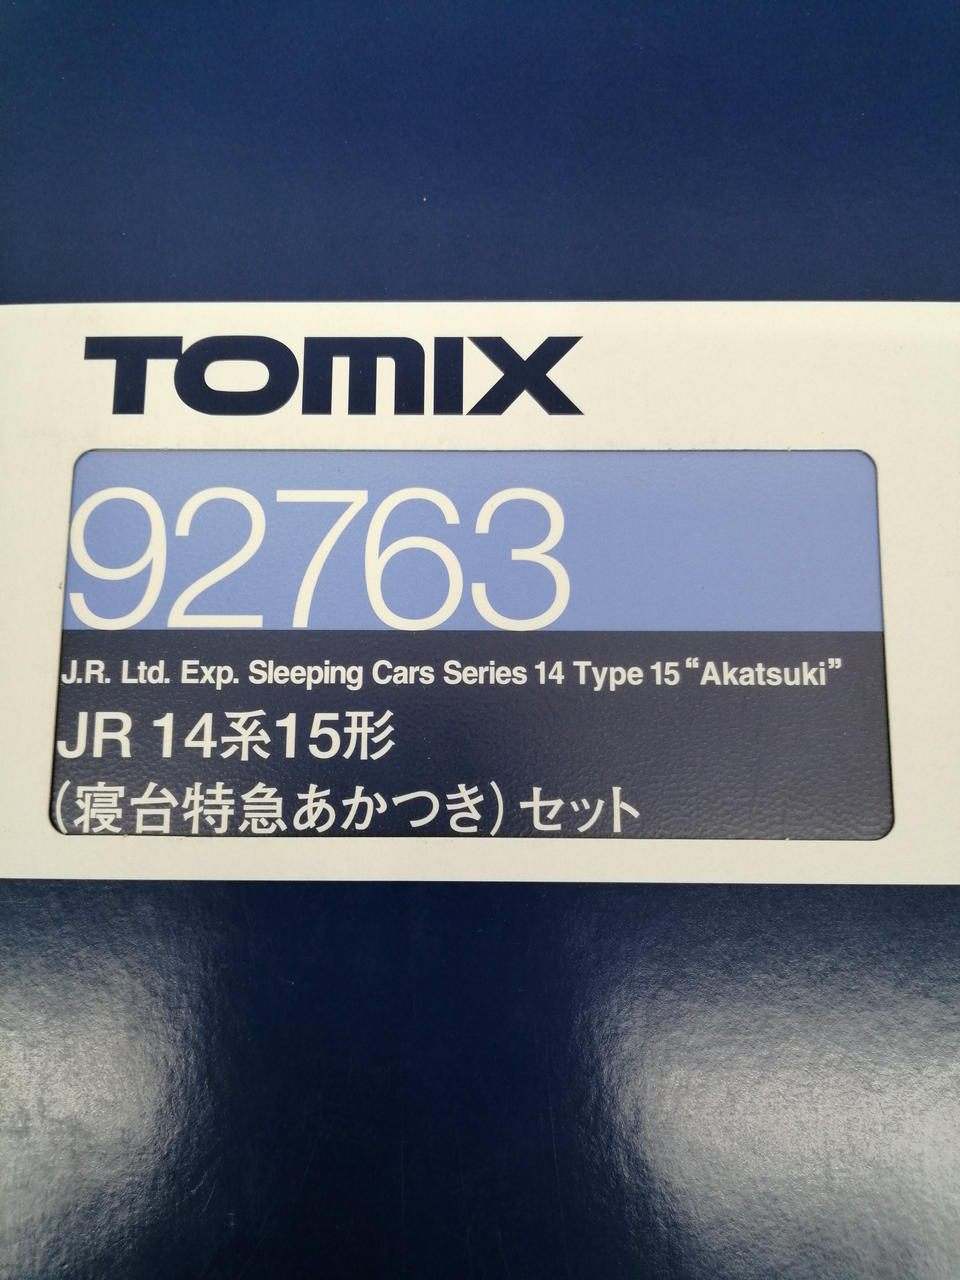 TOMIX
92763
J.R. Ltd. Exp. Sleeping Cars Series 14 Type 15 “Akatsuki”
JR 14系15形
(寝台特急あかつき)セット